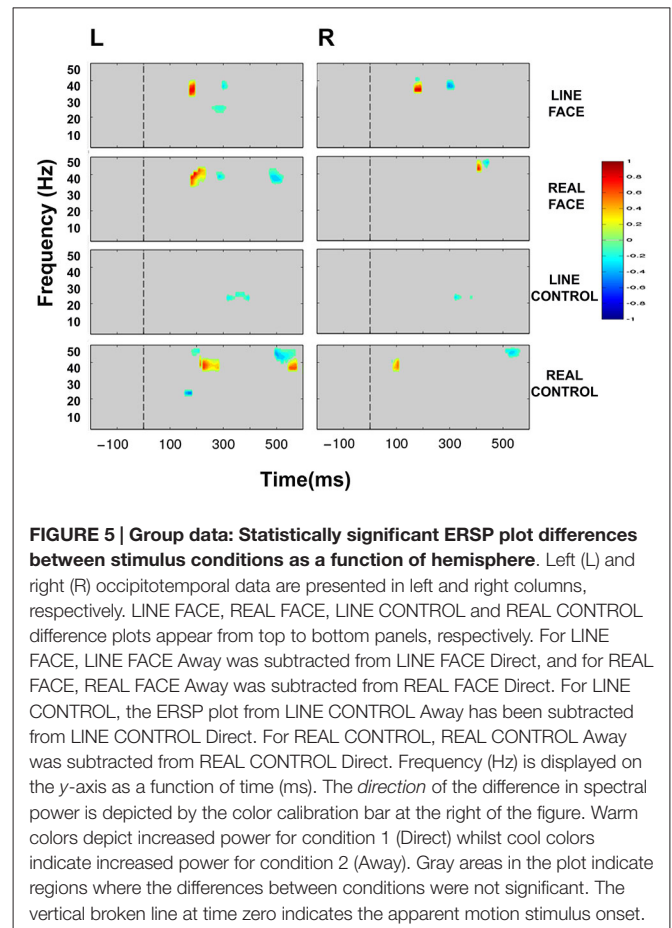 L R
50
40
30
20
10
LINE
FACE
50
40
30
20
10
REAL
FACE
1
0.8
0.6
0.4
0.2
0
-0.2
-0.4
-0.6
-0.8
-1
Frequency (Hz)
50
40
30
20
10
LINE
CONTROL
50
40
30
20
10
REAL
CONTROL
−100 100 300 500 −100 100 300 500
Time(ms)
FIGURE 5 | Group data: Statistically significant ERSP plot differences
between stimulus conditions as a function of hemisphere. Left (L) and
right (R) occipitotemporal data are presented in left and right columns,
respectively. LINE FACE, REAL FACE, LINE CONTROL and REAL CONTROL
difference plots appear from top to bottom panels, respectively. For LINE
FACE, LINE FACE Away was subtracted from LINE FACE Direct, and for REAL
FACE, REAL FACE Away was subtracted from REAL FACE Direct. For LINE
CONTROL, the ERSP plot from LINE CONTROL Away has been subtracted
from LINE CONTROL Direct. For REAL CONTROL, REAL CONTROL Away
was subtracted from REAL CONTROL Direct. Frequency (Hz) is displayed on
the y-axis as a function of time (ms). The direction of the difference in spectral
power is depicted by the color calibration bar at the right of the figure. Warm
colors depict increased power for condition 1 (Direct) whilst cool colors
indicate increased power for condition 2 (Away). Gray areas in the plot indicate
regions where the differences between conditions were not significant. The
vertical broken line at time zero indicates the apparent motion stimulus onset.